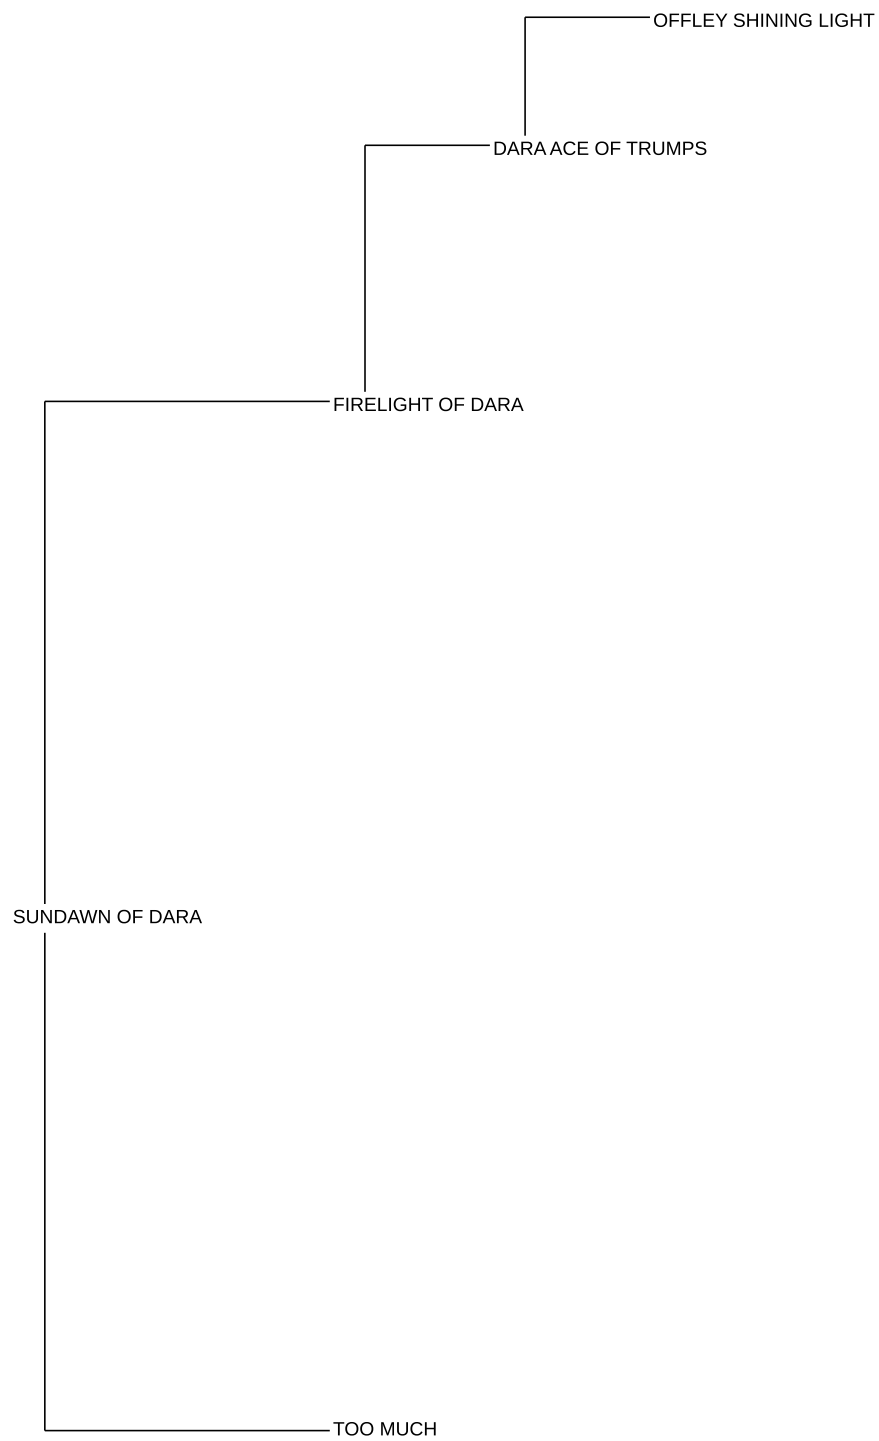 OFFLEY SHINING LIGHT
DARA ACE OF TRUMPS
FIRELIGHT OF DARA
SUNDAWN OF DARA
TOO MUCH